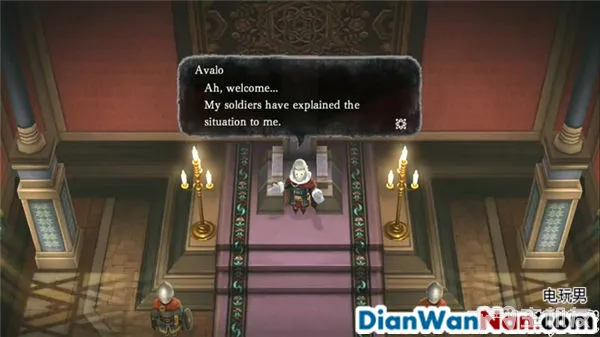 Avalo
Ah, welcome...
My soldiers have explained the
situation to me.
电玩男
DianWanNan.com